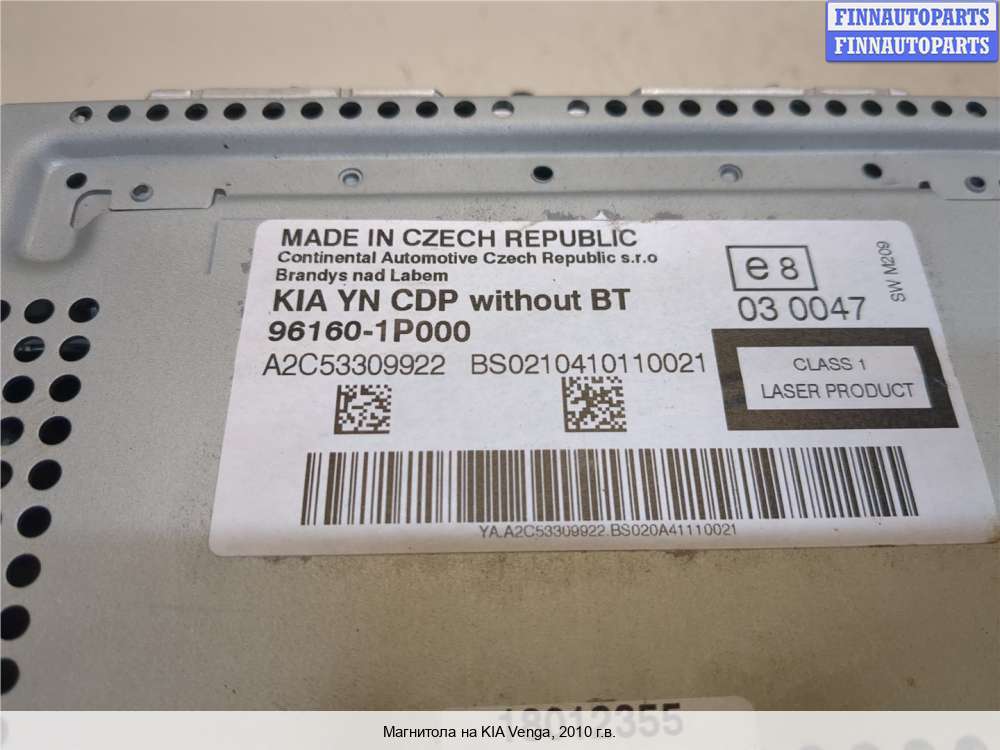 FINNAUTOPARTS
FINNAUTOPARTS
MADE IN CZECH REPUBLIC
Continental Automotive Czech Republic s.r.o
Brandys nad Labem
KIA YN CDP without BT
96160-1P000
A2C53309922 BS0210410110021
e8
03 0047
SW M209
CLASS 1
LASER PRODUCT
YA.A2C53309922.BS020A41110021
18012355
Магнитола на KIA Venga, 2010 г.в.